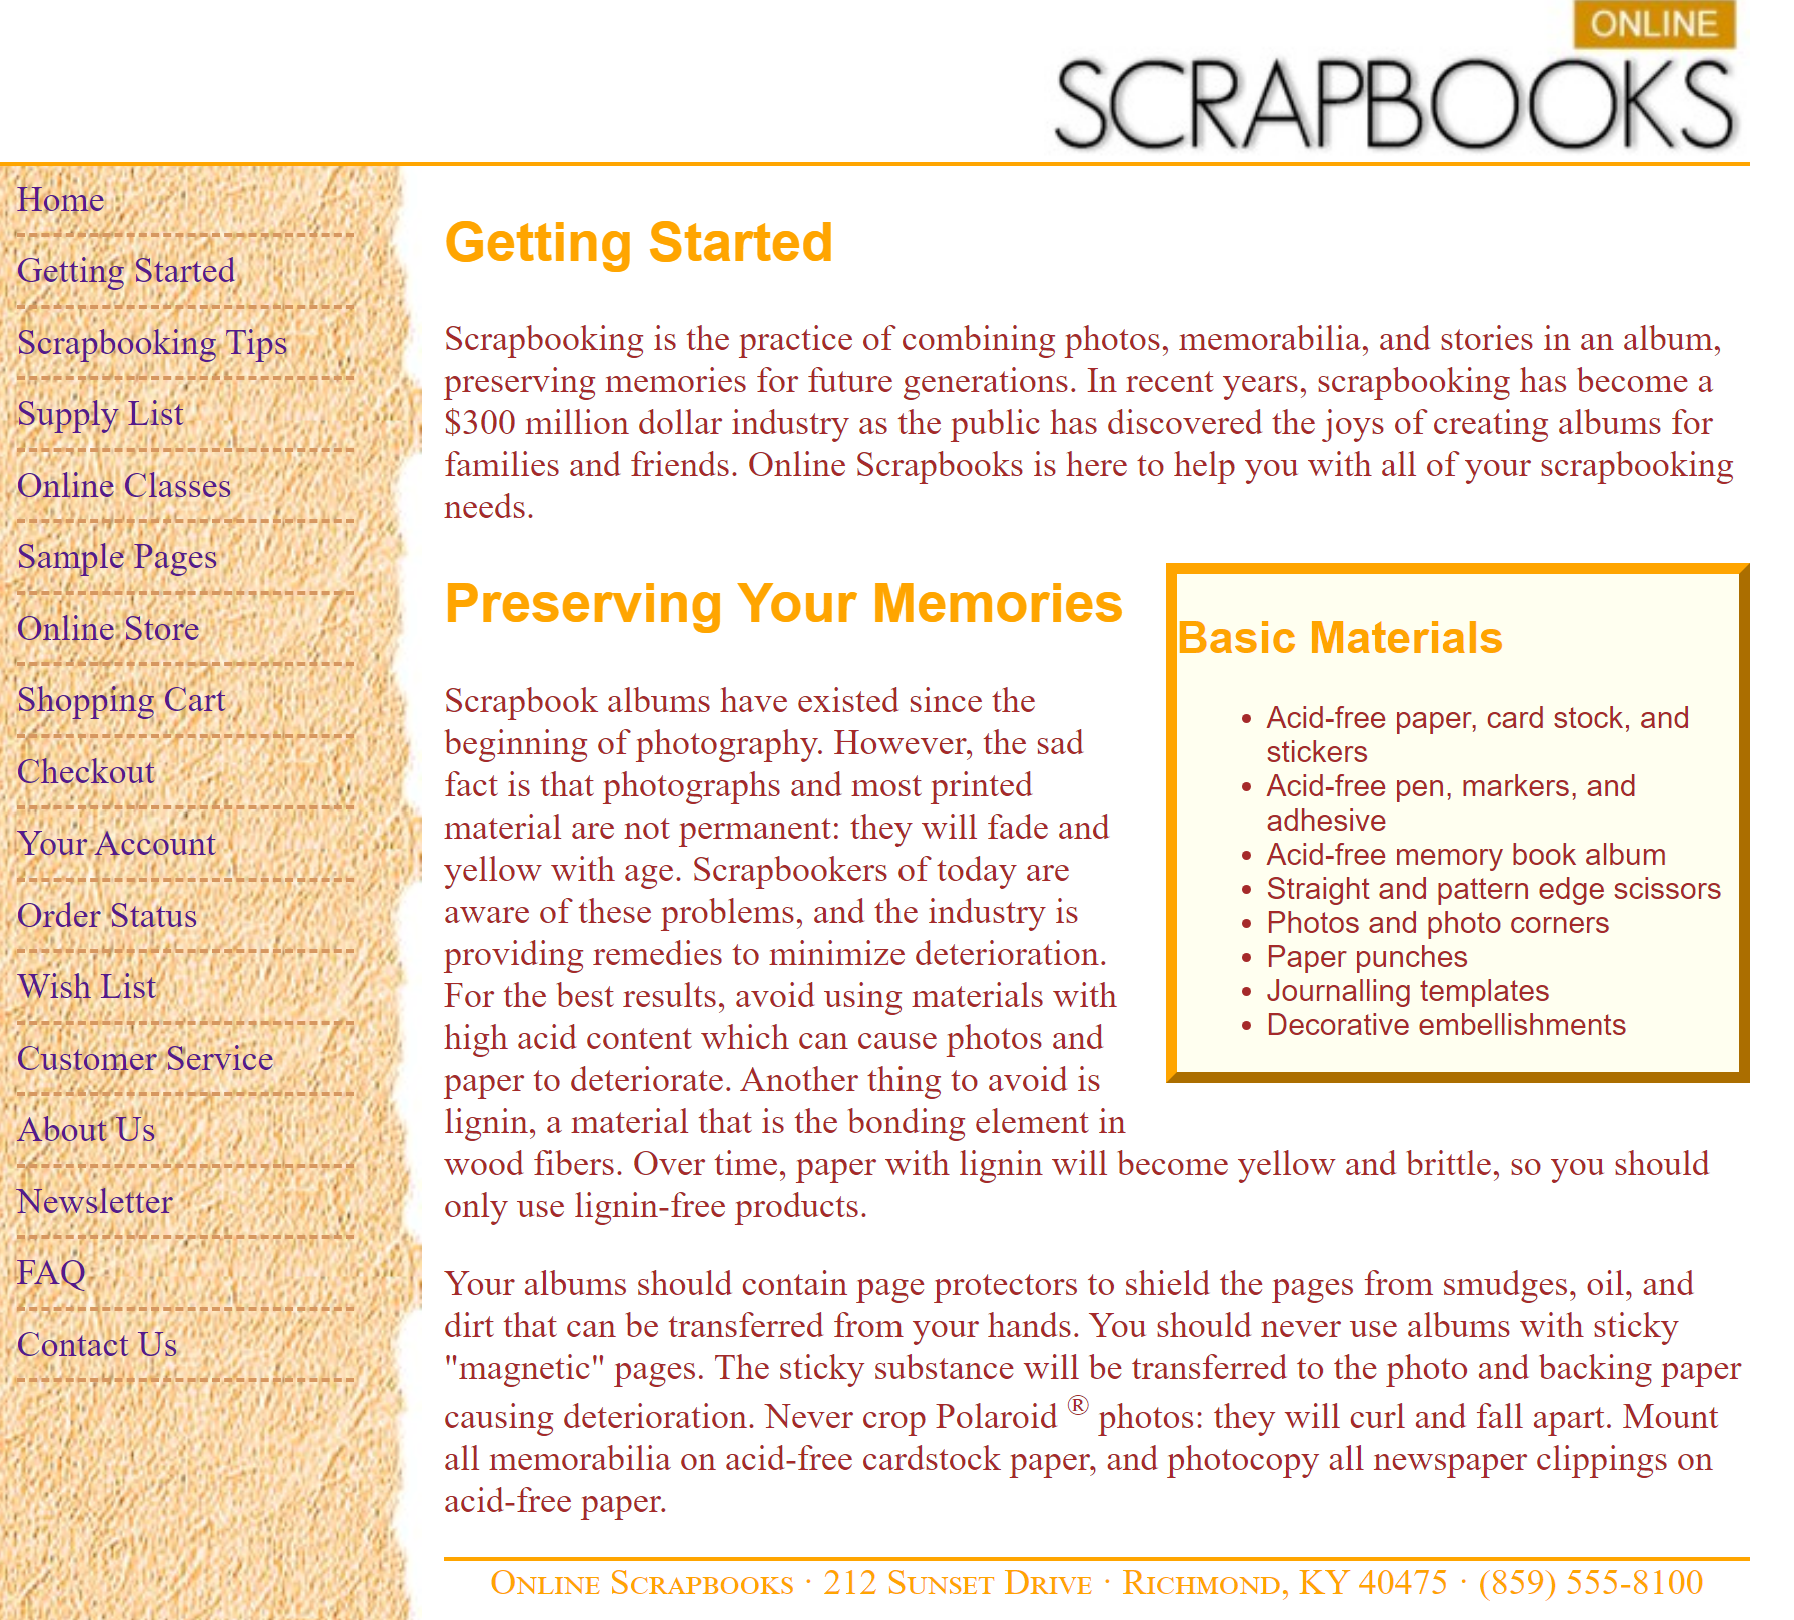 ONLINE
SCRAPBOOKS
Home
Getting Started
Scrapbooking Tips
Supply List
Online Classes
Sample Pages
Online Store
Shopping Cart
Checkout
Your Account
Order Status
Wish List
Customer Service
About Us
Newsletter
FAQ
Contact Us
Getting Started
Scrapbooking is the practice of combining photos, memorabilia, and stories in an album,
preserving memories for future generations. In recent years, scrapbooking has become a
$300 million dollar industry as the public has discovered the joys of creating albums for
families and friends. Online Scrapbooks is here to help you with all of your scrapbooking
needs.
Preserving Your Memories
Scrapbook albums have existed since the
beginning of photography. However, the sad
fact is that photographs and most printed
material are not permanent: they will fade and
yellow with age. Scrapbookers of today are
aware of these problems, and the industry is
providing remedies to minimize deterioration.
For the best results, avoid using materials with
high acid content which can cause photos and
paper to deteriorate. Another thing to avoid is
lignin, a material that is the bonding element in
wood fibers. Over time, paper with lignin will become yellow and brittle, so you should
only use lignin-free products.
Basic Materials
• Acid-free paper, card stock, and
stickers
• Acid-free pen, markers, and
adhesive
• Acid-free memory book album
• Straight and pattern edge scissors
• Photos and photo corners
• Paper punches
• Journalling templates
• Decorative embellishments
Your albums should contain page protectors to shield the pages from smudges, oil, and
dirt that can be transferred from your hands. You should never use albums with sticky
"magnetic" pages. The sticky substance will be transferred to the photo and backing paper
causing deterioration. Never crop Polaroid ® photos: they will curl and fall apart. Mount
all memorabilia on acid-free cardstock paper, and photocopy all newspaper clippings on
acid-free paper.
Online Scrapbooks · 212 Sunset Drive · Richmond, KY 40475 · (859) 555-8100